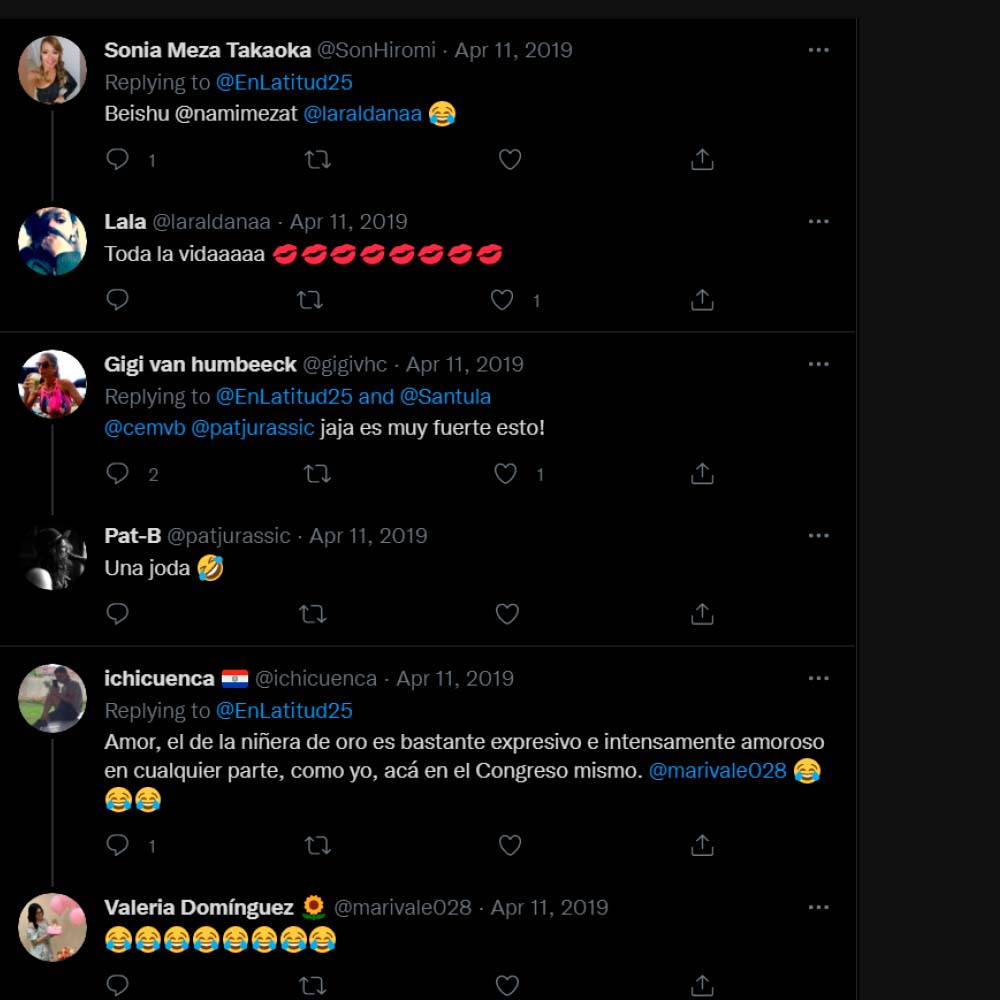 Sonia Meza Takaoka @SonHiromi · Apr 11, 2019
Replying to @EnLatitud25
Beishu @namimezat @laraldanaa 😂
1
Lala @laraldanaa · Apr 11, 2019
Toda la vidaaaaa 💋💋💋💋💋💋💋💋
1
Gigi van humbeeck @gigivhc · Apr 11, 2019
Replying to @EnLatitud25 and @Santula
@cemvb @patjurassic jaja es muy fuerte esto!
2 1
Pat-B @patjurassic · Apr 11, 2019
Una joda 🤣
ichicuenca 🇵🇾 @ichicuenca · Apr 11, 2019
Replying to @EnLatitud25
Amor, el de la niñera de oro es bastante expresivo e intensamente amoroso
en cualquier parte, como yo, acá en el Congreso mismo. @marivale028 😂
😂😂
1
Valeria Domínguez 🌻 @marivale028 · Apr 11, 2019
😂😂😂😂😂😂😂😂